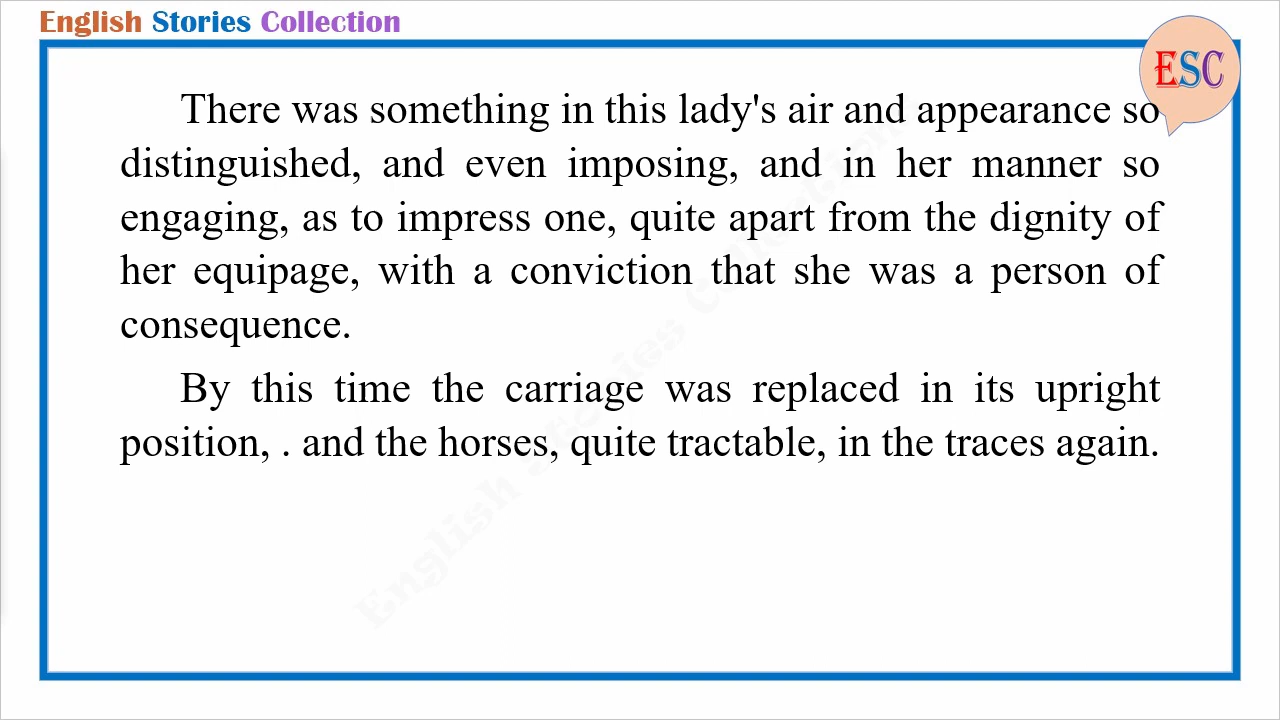 English Stories Collection
ESC
There was something in this lady's air and appearance so
distinguished, and even imposing, and in her manner so
engaging, as to impress one, quite apart from the dignity of
her equipage, with a conviction that she was a person of
consequence.
By this time the carriage was replaced in its upright
position, . and the horses, quite tractable, in the traces again.
English Stories Collection